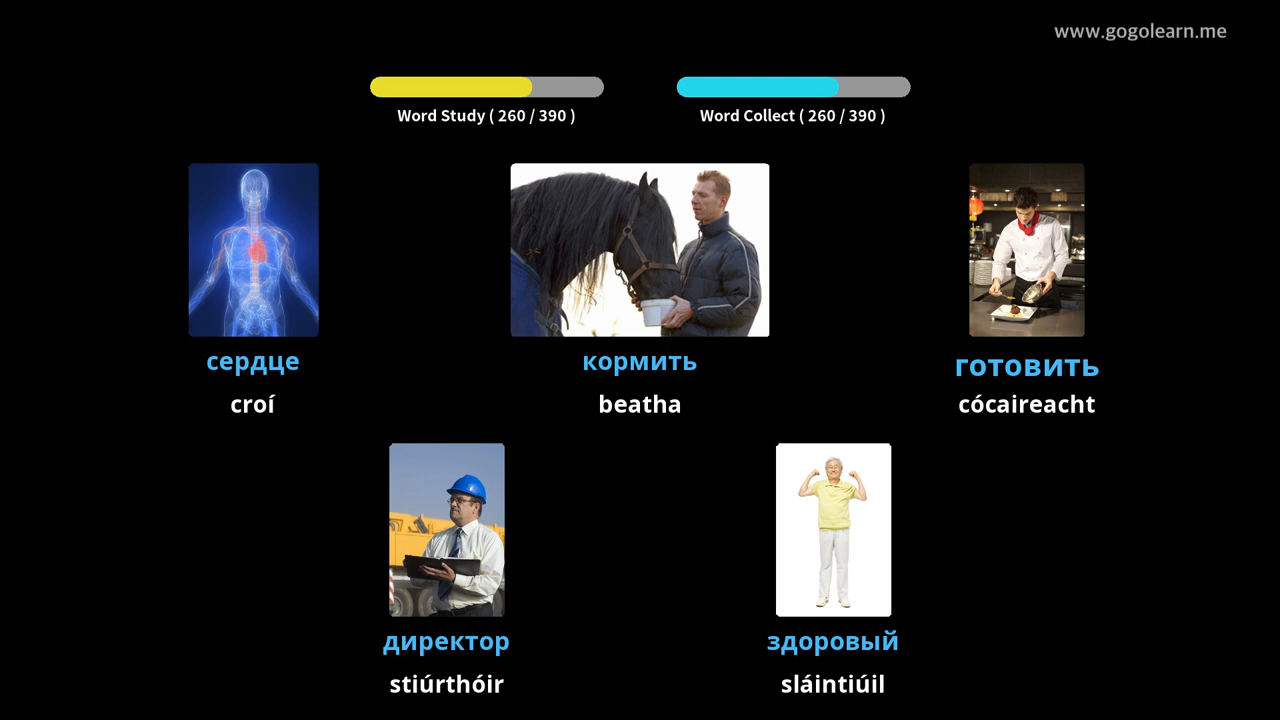 www.gogolearn.me
Word Study ( 260 / 390 )
Word Collect ( 260 / 390 )
сердце
croí
кормить
beatha
готовить
cócaireacht
директор
stiúrthóir
здоровый
sláintiúil